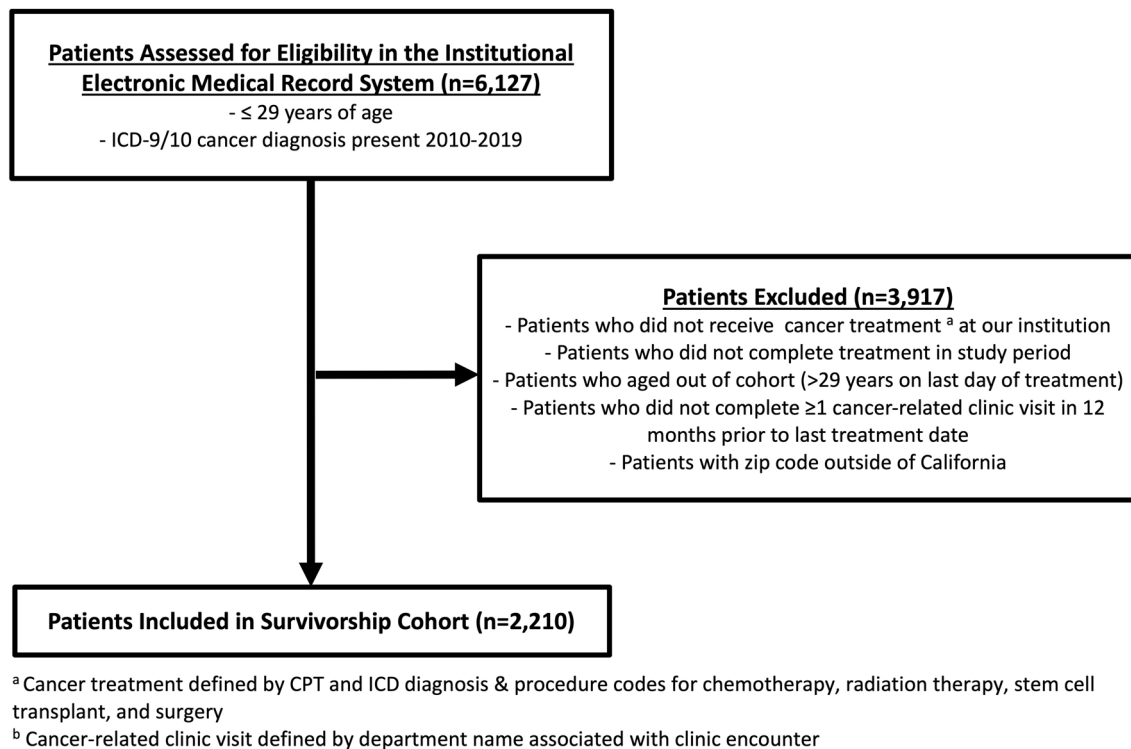 Patients Assessed for Eligibility in the Institutional
Electronic Medical Record System (n=6,127)
- ≤ 29 years of age
- ICD-9/10 cancer diagnosis present 2010-2019
Patients Excluded (n=3,917)
- Patients who did not receive  cancer treatment ᵃ at our institution
- Patients who did not complete treatment in study period
- Patients who aged out of cohort (>29 years on last day of treatment)
- Patients who did not complete ≥1 cancer-related clinic visit in 12
months prior to last treatment date
- Patients with zip code outside of California
Patients Included in Survivorship Cohort (n=2,210)
ᵃ Cancer treatment defined by CPT and ICD diagnosis & procedure codes for chemotherapy, radiation therapy, stem cell
transplant, and surgery
ᵇ Cancer-related clinic visit defined by department name associated with clinic encounter